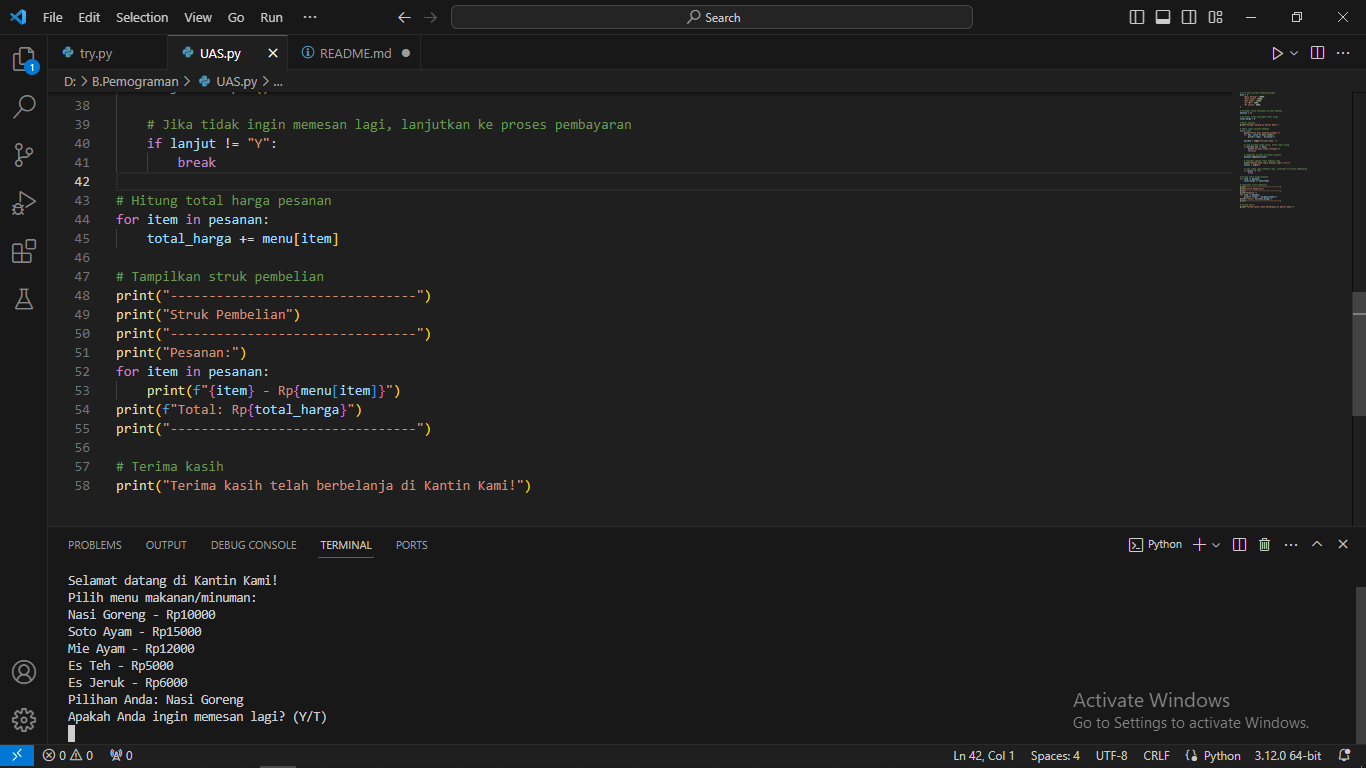 File Edit Selection View Go Run ··· Search
try.py UAS.py README.md
D: > B.Pemograman > UAS.py > ...
38
39 # Jika tidak ingin memesan lagi, lanjutkan ke proses pembayaran
40 if lanjut != "Y":
41 break
42
43 # Hitung total harga pesanan
44 for item in pesanan:
45 total_harga += menu[item]
46
47 # Tampilkan struk pembelian
48 print("--------------------------------")
49 print("Struk Pembelian")
50 print("--------------------------------")
51 print("Pesanan:")
52 for item in pesanan:
53 print(f"{item} - Rp{menu[item]}")
54 print(f"Total: Rp{total_harga}")
55 print("--------------------------------")
56
57 # Terima kasih
58 print("Terima kasih telah berbelanja di Kantin Kami!")
PROBLEMS OUTPUT DEBUG CONSOLE TERMINAL PORTS Python
Selamat datang di Kantin Kami!
Pilih menu makanan/minuman:
Nasi Goreng - Rp10000
Soto Ayam - Rp15000
Mie Ayam - Rp12000
Es Teh - Rp5000
Es Jeruk - Rp6000
Pilihan Anda: Nasi Goreng
Apakah Anda ingin memesan lagi? (Y/T)
Activate Windows
Go to Settings to activate Windows.
0 0 0 Ln 42, Col 1 Spaces: 4 UTF-8 CRLF Python 3.12.0 64-bit
1